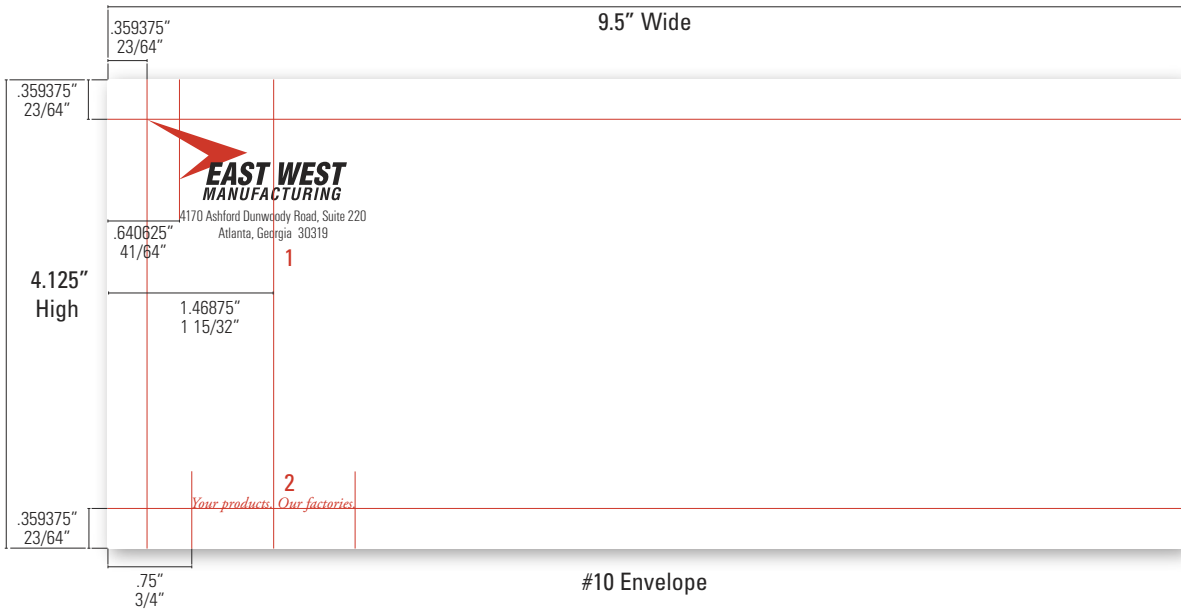 9.5” Wide
.359375”
23/64”
.359375”
23/64”
EAST WEST
MANUFACTURING
4170 Ashford Dunwoody Road, Suite 220
Atlanta, Georgia 30319
.640625”
41/64”
1
4.125”
High
1.46875”
1 15/32”
2
Your products. Our factories.
.359375”
23/64”
.75”
3/4”
#10 Envelope